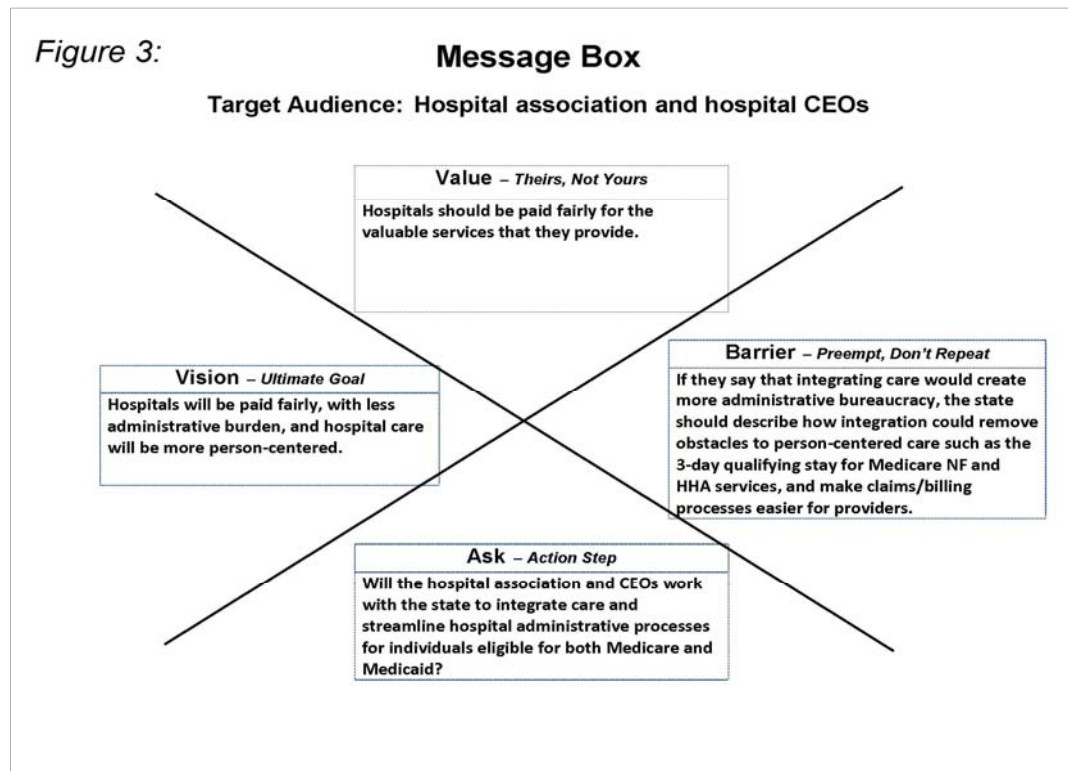 Figure 3:
Message Box
Target Audience: Hospital association and hospital CEOs
Value – Theirs, Not Yours
Hospitals should be paid fairly for the
valuable services that they provide.
Vision – Ultimate Goal
Hospitals will be paid fairly, with less
administrative burden, and hospital care
will be more person-centered.
Barrier – Preempt, Don't Repeat
If they say that integrating care would create
more administrative bureaucracy, the state
should describe how integration could remove
obstacles to person-centered care such as the
3-day qualifying stay for Medicare NF and
HHA services, and make claims/billing
processes easier for providers.
Ask – Action Step
Will the hospital association and CEOs work
with the state to integrate care and
streamline hospital administrative processes
for individuals eligible for both Medicare and
Medicaid?